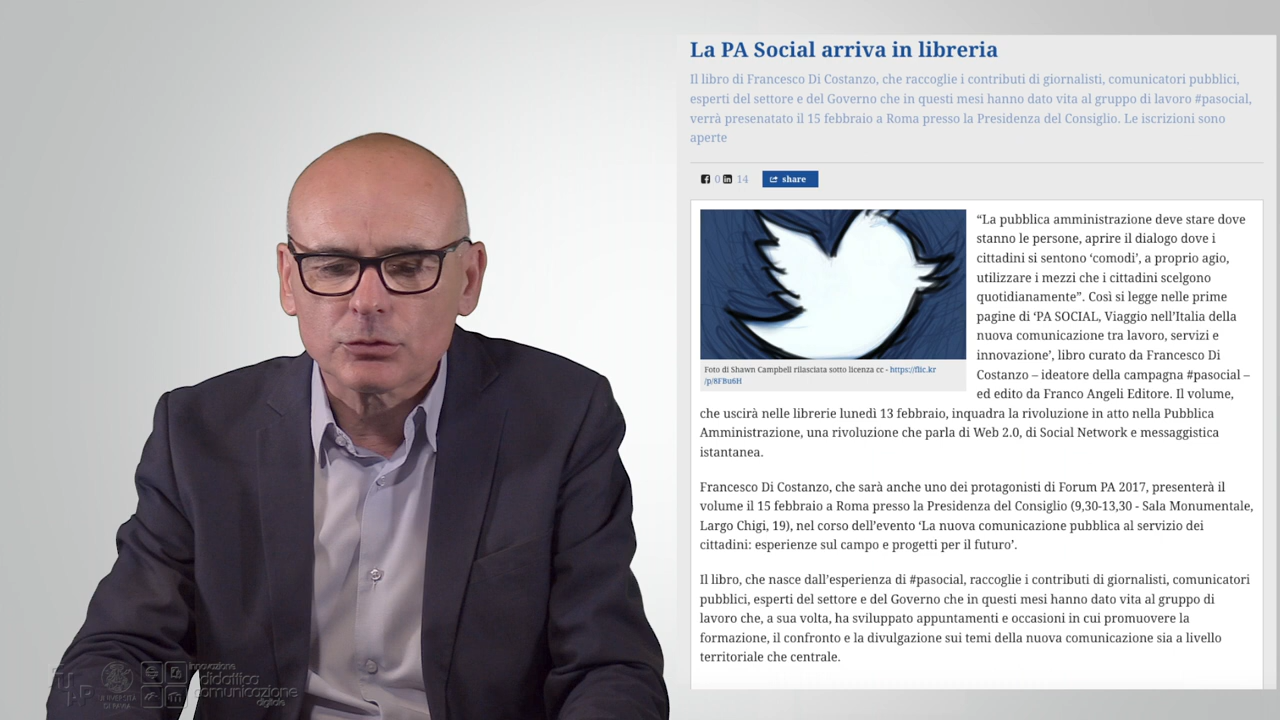 La PA Social arriva in libreria
Il libro di Francesco Di Costanzo, che raccoglie i contributi di giornalisti, comunicatori pubblici,
esperti del settore e del Governo che in questi mesi hanno dato vita al gruppo di lavoro #pasocial,
verrà presenatato il 15 febbraio a Roma presso la Presidenza del Consiglio. Le iscrizioni sono
aperte
0 14 share
“La pubblica amministrazione deve stare dove
stanno le persone, aprire il dialogo dove i
cittadini si sentono ‘comodi’, a proprio agio,
utilizzare i mezzi che i cittadini scelgono
quotidianamente”. Così si legge nelle prime
pagine di ‘PA SOCIAL, Viaggio nell’Italia della
nuova comunicazione tra lavoro, servizi e
innovazione’, libro curato da Francesco Di
Costanzo – ideatore della campagna #pasocial –
ed edito da Franco Angeli Editore. Il volume,
Foto di Shawn Campbell rilasciata sotto licenza cc - https://flic.kr
/p/8FBu6H
che uscirà nelle librerie lunedì 13 febbraio, inquadra la rivoluzione in atto nella Pubblica
Amministrazione, una rivoluzione che parla di Web 2.0, di Social Network e messaggistica
istantanea.
Francesco Di Costanzo, che sarà anche uno dei protagonisti di Forum PA 2017, presenterà il
volume il 15 febbraio a Roma presso la Presidenza del Consiglio (9,30-13,30 - Sala Monumentale,
Largo Chigi, 19), nel corso dell’evento ‘La nuova comunicazione pubblica al servizio dei
cittadini: esperienze sul campo e progetti per il futuro’.
Il libro, che nasce dall’esperienza di #pasocial, raccoglie i contributi di giornalisti, comunicatori
pubblici, esperti del settore e del Governo che in questi mesi hanno dato vita al gruppo di
lavoro che, a sua volta, ha sviluppato appuntamenti e occasioni in cui promuovere la
formazione, il confronto e la divulgazione sui temi della nuova comunicazione sia a livello
territoriale che centrale.
UNIVERSITÀ
DI PAVIA
innovazione
didattica
comunicazione
digitale